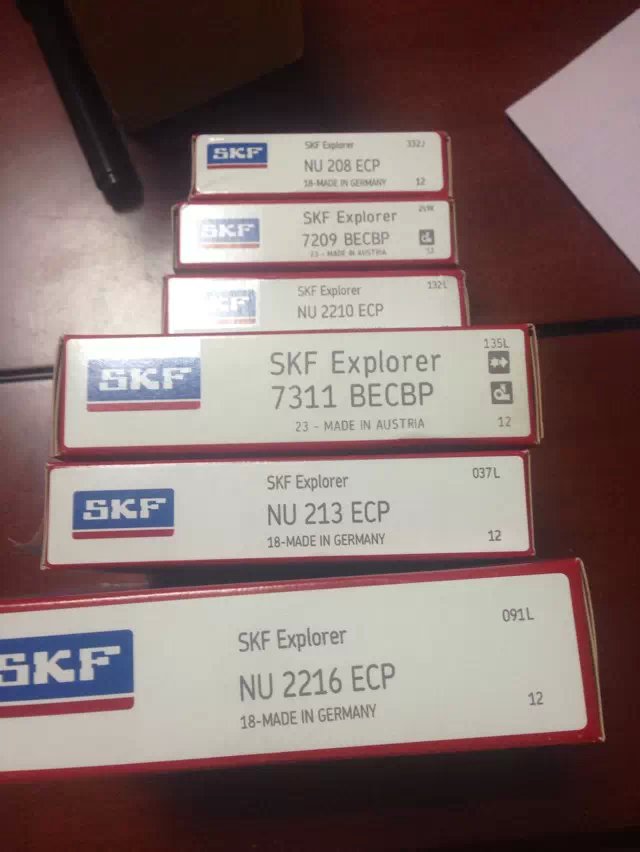 SKF
SKF Explorer 332J
NU 208 ECP
18-MADE IN GERMANY 12
SKF
SKF Explorer
7209 BECBP
23 - MADE IN AUSTRIA 12
SKF Explorer 132L
NU 2210 ECP
SKF
SKF Explorer 135L
7311 BECBP
23 - MADE IN AUSTRIA 12
SKF
SKF Explorer 037L
NU 213 ECP
18-MADE IN GERMANY 12
SKF
SKF Explorer 091L
NU 2216 ECP
18-MADE IN GERMANY 12